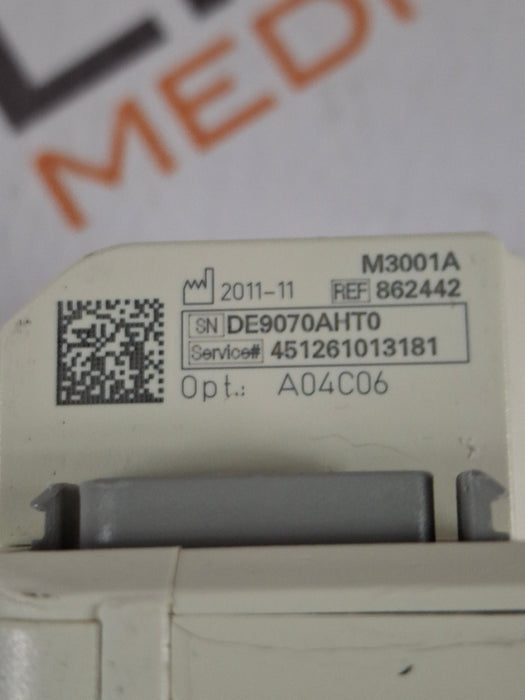 MEDI
M3001A
2011-11 REF 862442
SN DE9070AHT0
Service# 451261013181
Opt.: A04C06